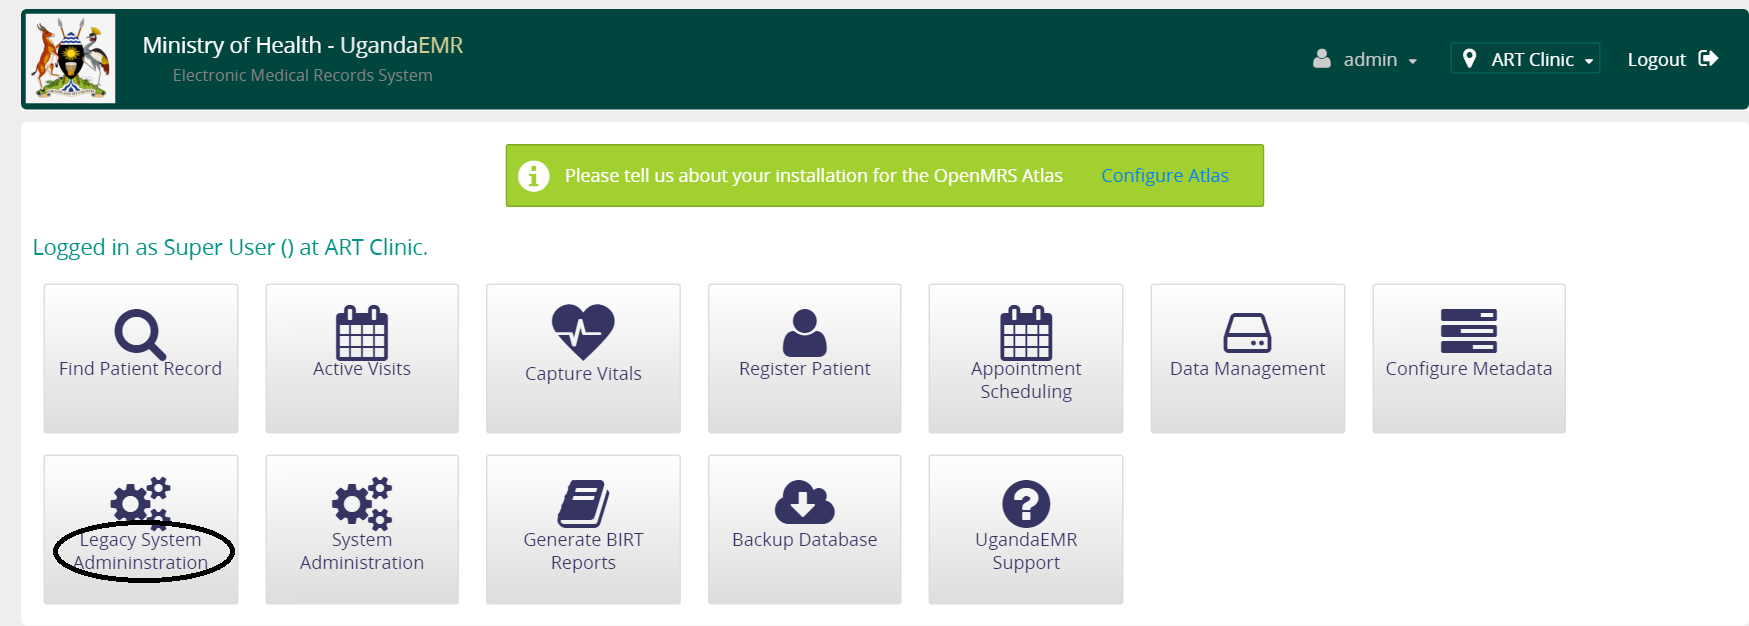 Ministry of Health - UgandaEMR
Electronic Medical Records System
admin
ART Clinic
Logout
Please tell us about your installation for the OpenMRS Atlas
Configure Atlas
Logged in as Super User () at ART Clinic.
Find Patient Record
Active Visits
Capture Vitals
Register Patient
Appointment
Scheduling
Data Management
Configure Metadata
Legacy System
Admininstration
System
Administration
Generate BIRT
Reports
Backup Database
UgandaEMR
Support